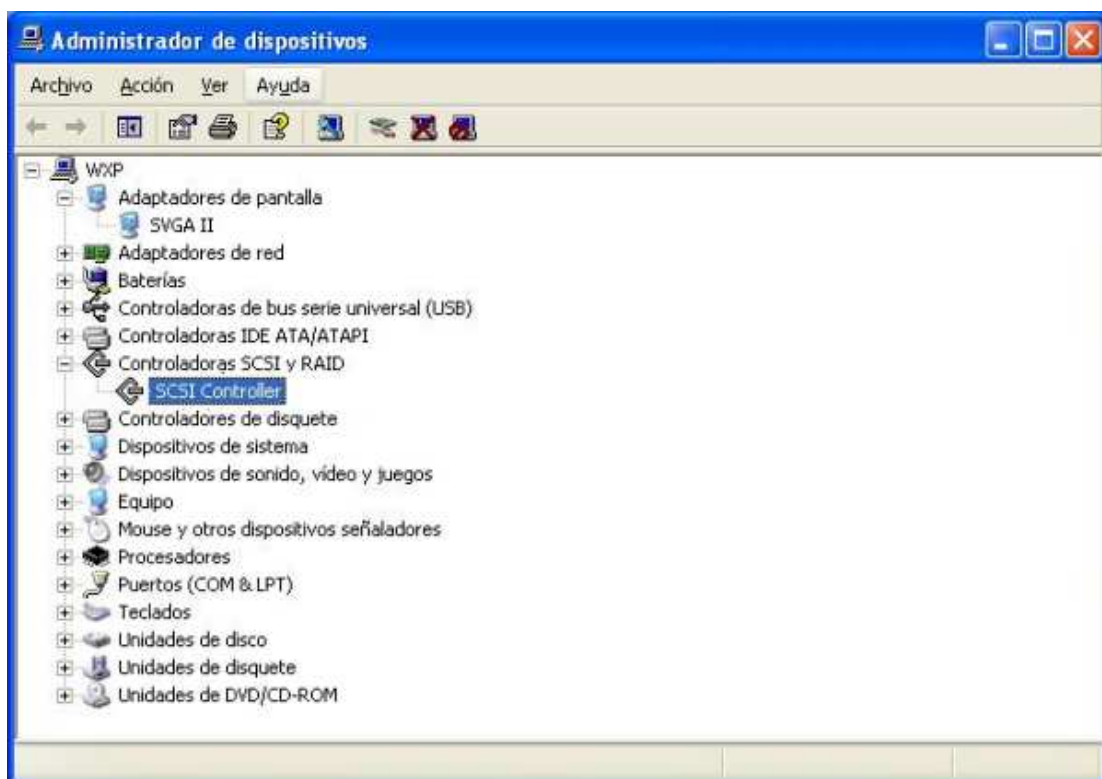 Administrador de dispositivos
Archivo Acción Ver Ayuda
WXP
Adaptadores de pantalla
SVGA II
Adaptadores de red
Baterías
Controladoras de bus serie universal (USB)
Controladoras IDE ATA/ATAPI
Controladoras SCSI y RAID
SCSI Controller
Controladores de disquete
Dispositivos de sistema
Dispositivos de sonido, vídeo y juegos
Equipo
Mouse y otros dispositivos señaladores
Procesadores
Puertos (COM & LPT)
Teclados
Unidades de disco
Unidades de disquete
Unidades de DVD/CD-ROM